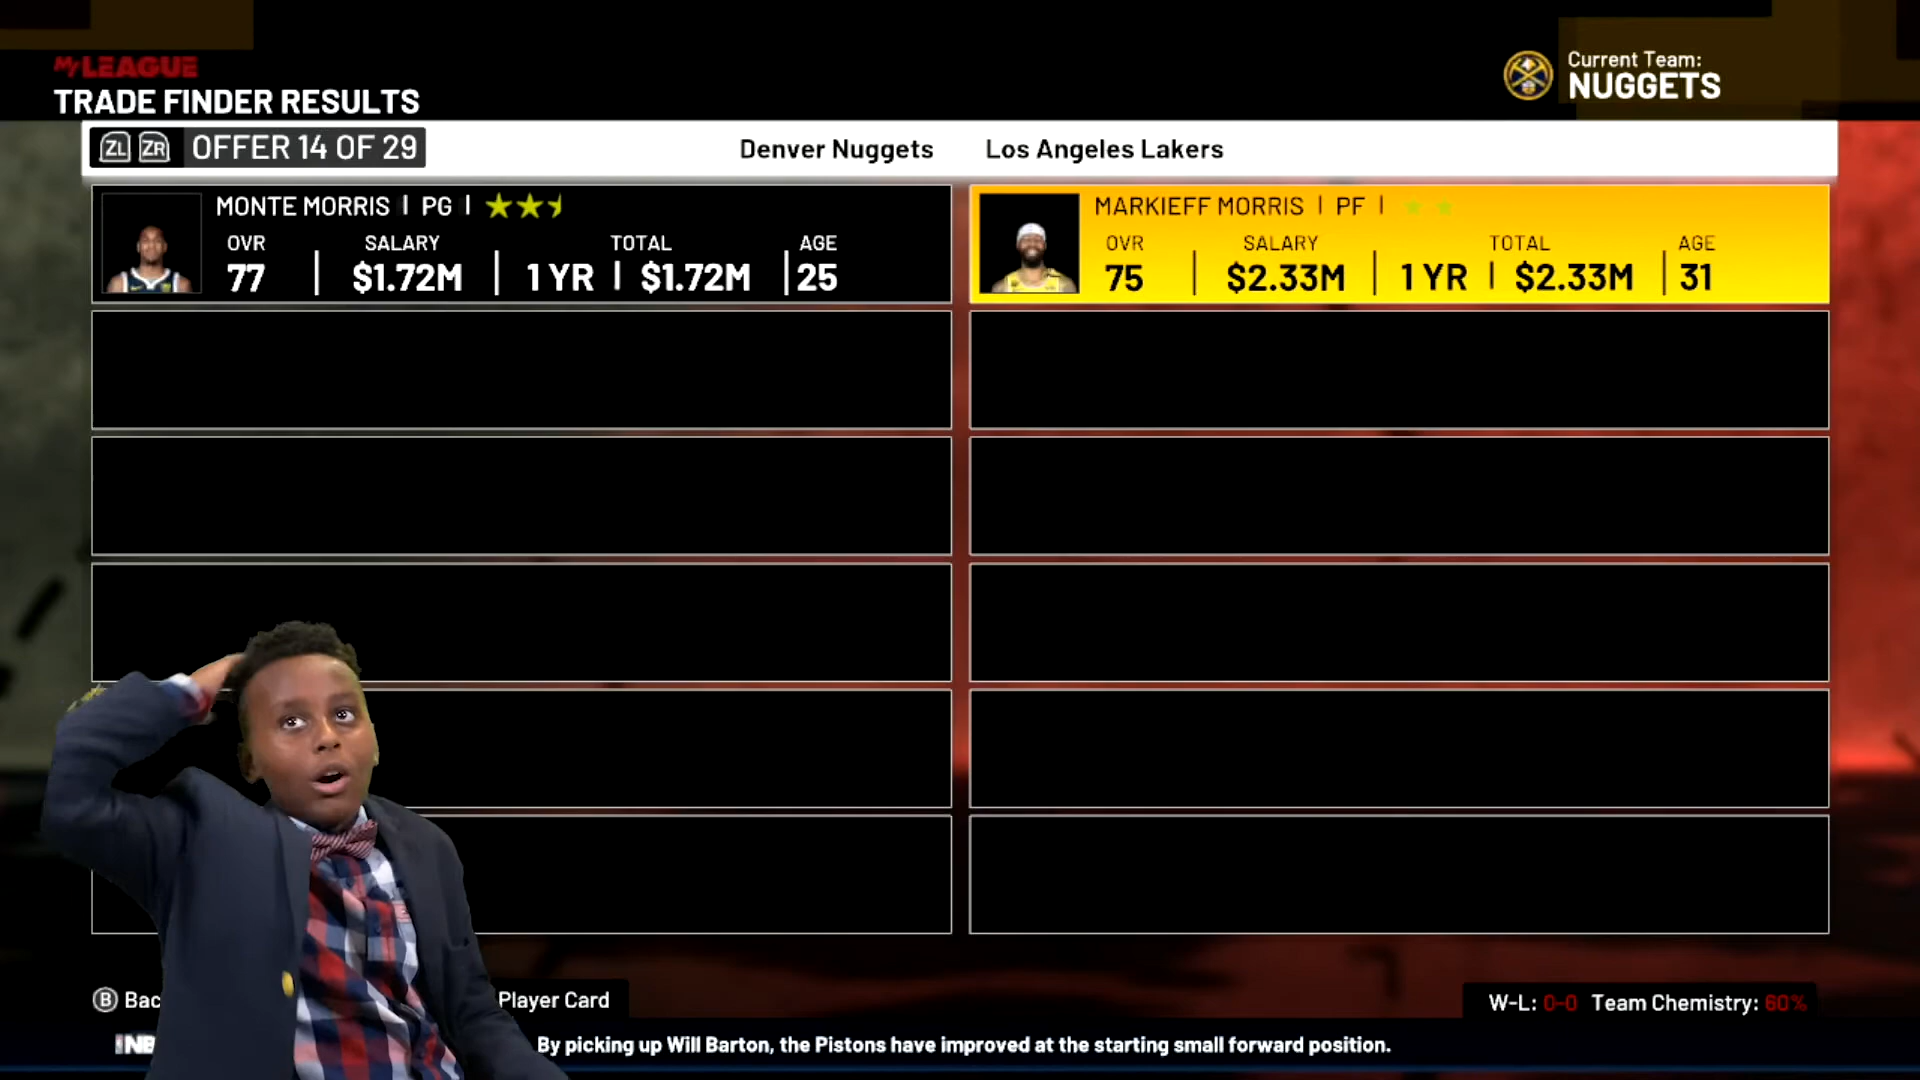 MyLEAGUE
TRADE FINDER RESULTS
Current Team:
NUGGETS
ZL ZR OFFER 14 OF 29
Denver Nuggets
Los Angeles Lakers
MONTE MORRIS | PG |
OVR SALARY TOTAL AGE
77 | $1.72M | 1 YR | $1.72M | 25
MARKIEFF MORRIS | PF |
OVR SALARY TOTAL AGE
75 | $2.33M | 1 YR | $2.33M | 31
B Bac
Player Card
W-L: 0-0 Team Chemistry: 60%
NB
By picking up Will Barton, the Pistons have improved at the starting small forward position.